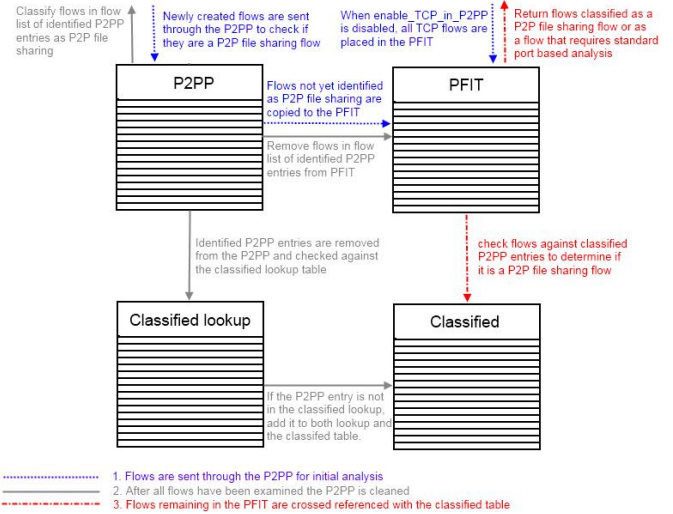 Classify flows in flow
list of identified P2PP
entries as P2P file
sharing
Newly created flows are sent
through the P2PP to check if
they are a P2P file sharing flow
When enable_TCP_in_P2PP
is disabled, all TCP flows are
placed in the PFIT
Return flows classified as a
P2P file sharing flow or as
a flow that requires standard
port based analysis
P2PP
Flows not yet identified
as P2P file sharing are
copied to the PFIT
PFIT
Remove flows in flow
list of identified P2PP
entries from PFIT
Identified P2PP entries are removed
from the P2PP and checked against
the classified lookup table
check flows against classified
P2PP entries to determine if
it is a P2P file sharing flow
Classified lookup
Classified
If the P2PP entry is not
in the classified lookup,
add it to both lookup and
the classifed table.
1. Flows are sent through the P2PP for initial analysis
2. After all flows have been examined the P2PP is cleaned
3. Flows remaining in the PFIT are crossed referenced with the classified table